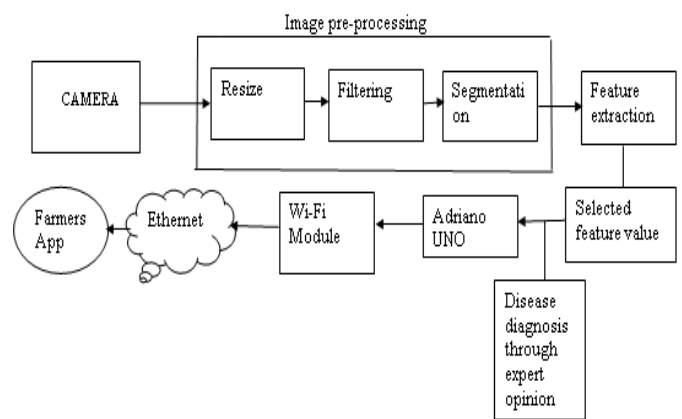 Image pre-processing
CAMERA
Resize
Filtering
Segmentati
on
Feature
extraction
Farmers
App
Ethernet
Wi-Fi
Module
Adriano
UNO
Selected
feature value
Disease
diagnosis
through
expert
opinion